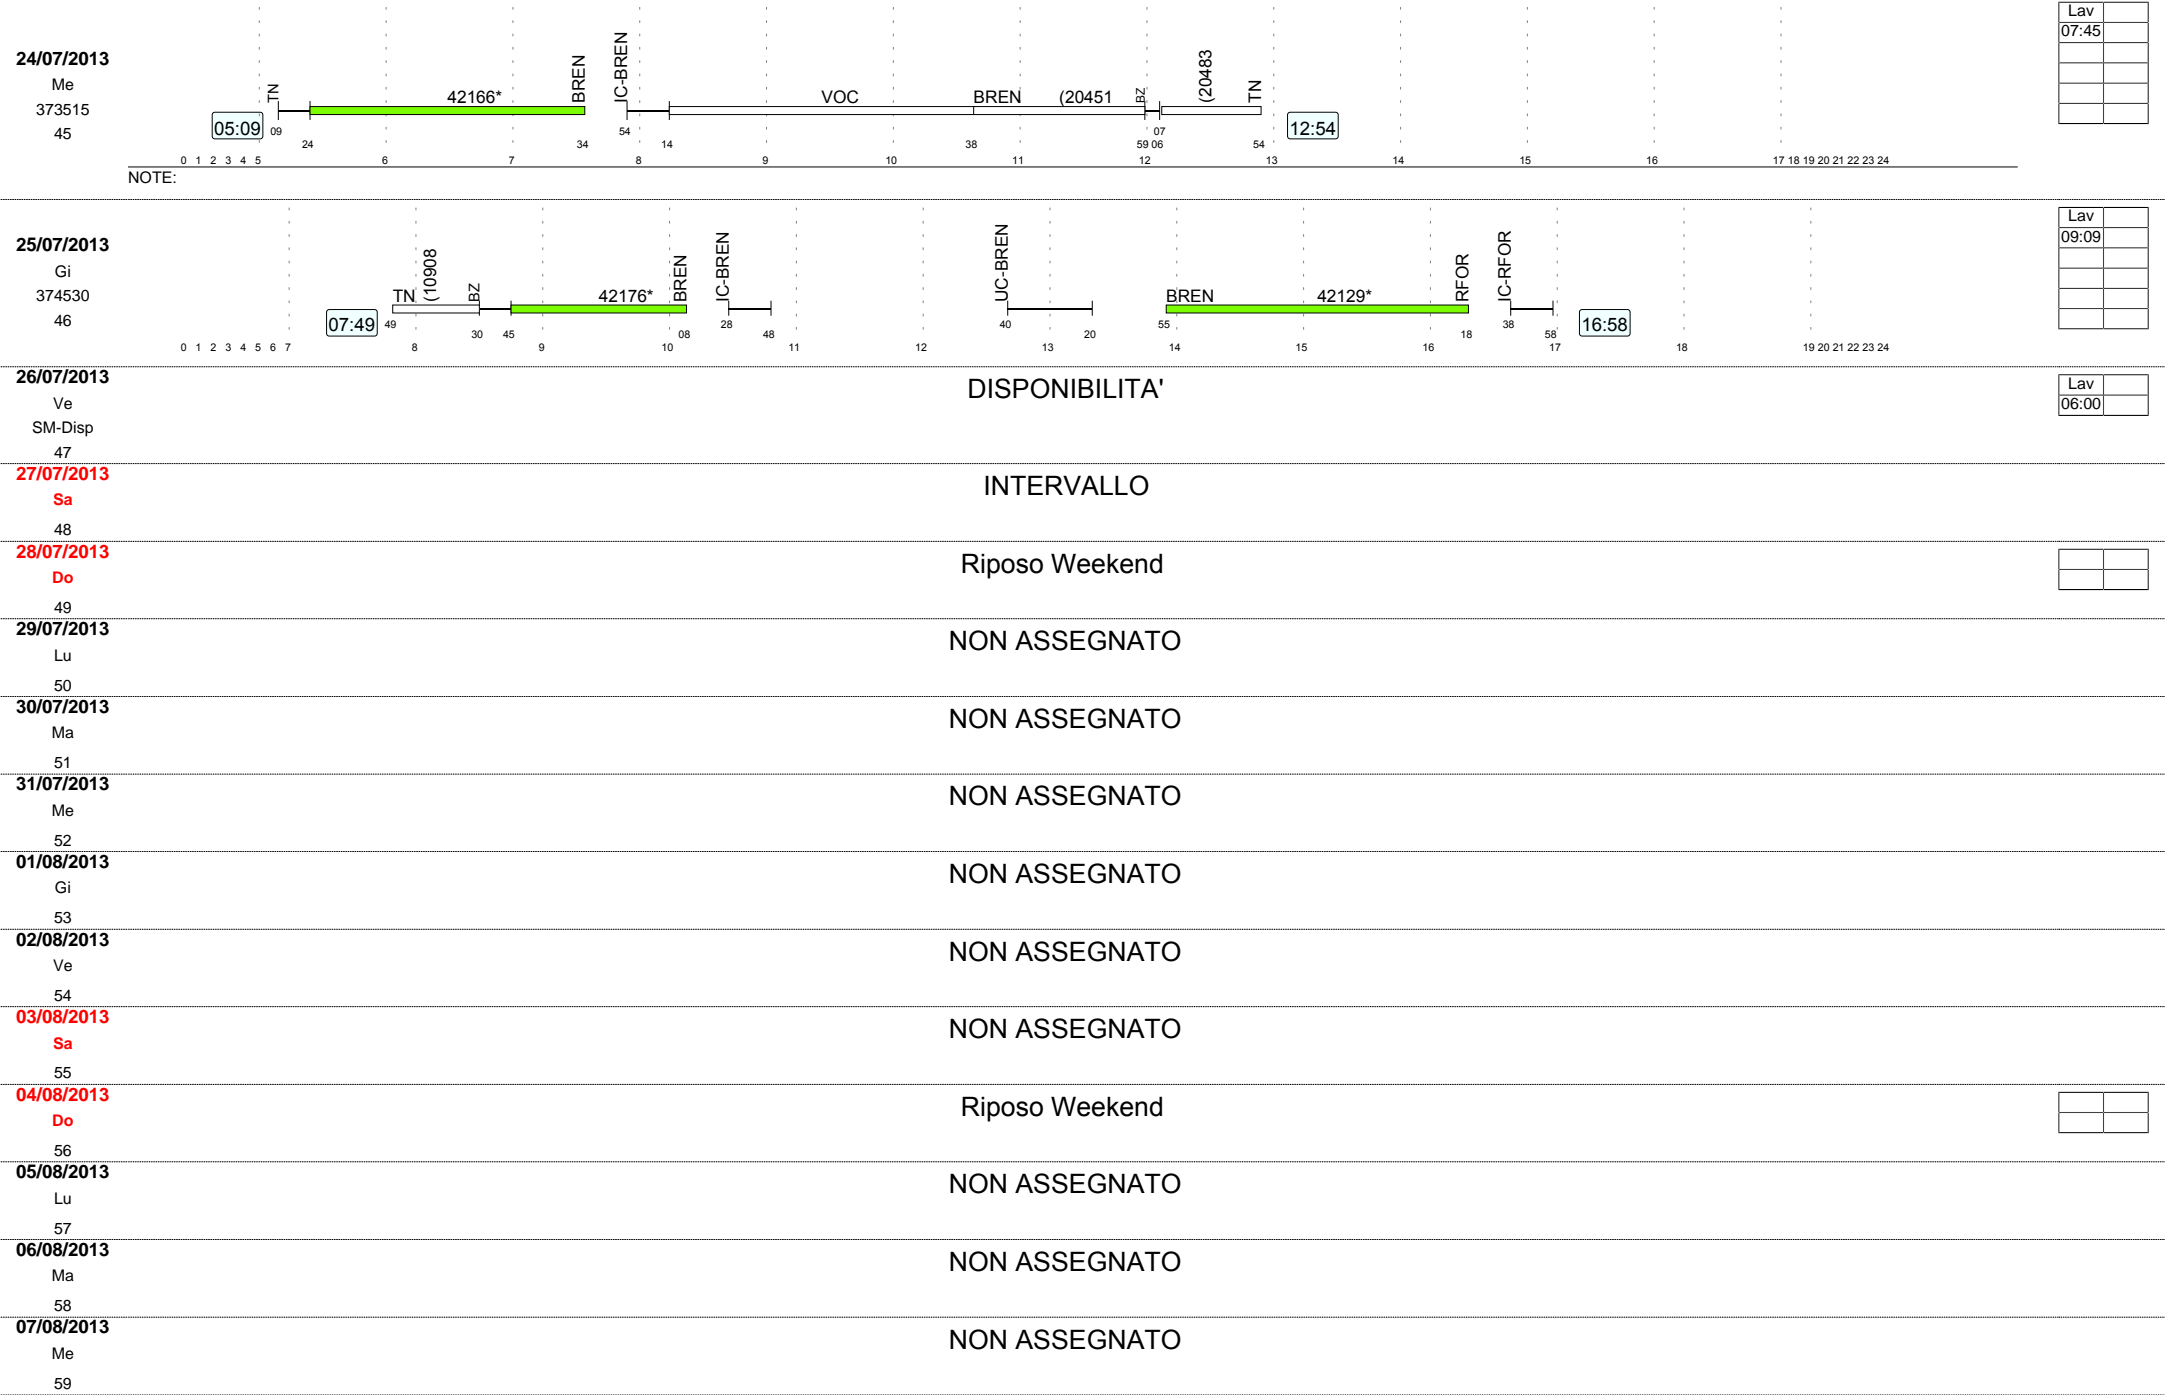 Lav
07:45
24/07/2013
Me
373515
45
05:09
TN
42166*
BREN
IC-BREN
VOC
BREN
(20451
BZ
(20483
TN
12:54
09
24
34
54
14
38
59 06
07
54
0 1 2 3 4 5 6 7 8 9 10 11 12 13 14 15 16 17 18 19 20 21 22 23 24
NOTE:
Lav
09:09
25/07/2013
Gi
374530
46
07:49
TN
(10908
BZ
42176*
BREN
IC-BREN
UC-BREN
BREN
42129*
RFOR
IC-RFOR
16:58
49
30
45
08
28
48
40
20
55
18
38
58
0 1 2 3 4 5 6 7 8 9 10 11 12 13 14 15 16 17 18 19 20 21 22 23 24
26/07/2013
Ve
SM-Disp
47
DISPONIBILITA'
Lav
06:00
27/07/2013
Sa
48
INTERVALLO
28/07/2013
Do
49
Riposo Weekend
29/07/2013
Lu
50
NON ASSEGNATO
30/07/2013
Ma
51
NON ASSEGNATO
31/07/2013
Me
52
NON ASSEGNATO
01/08/2013
Gi
53
NON ASSEGNATO
02/08/2013
Ve
54
NON ASSEGNATO
03/08/2013
Sa
55
NON ASSEGNATO
04/08/2013
Do
56
Riposo Weekend
05/08/2013
Lu
57
NON ASSEGNATO
06/08/2013
Ma
58
NON ASSEGNATO
07/08/2013
Me
59
NON ASSEGNATO